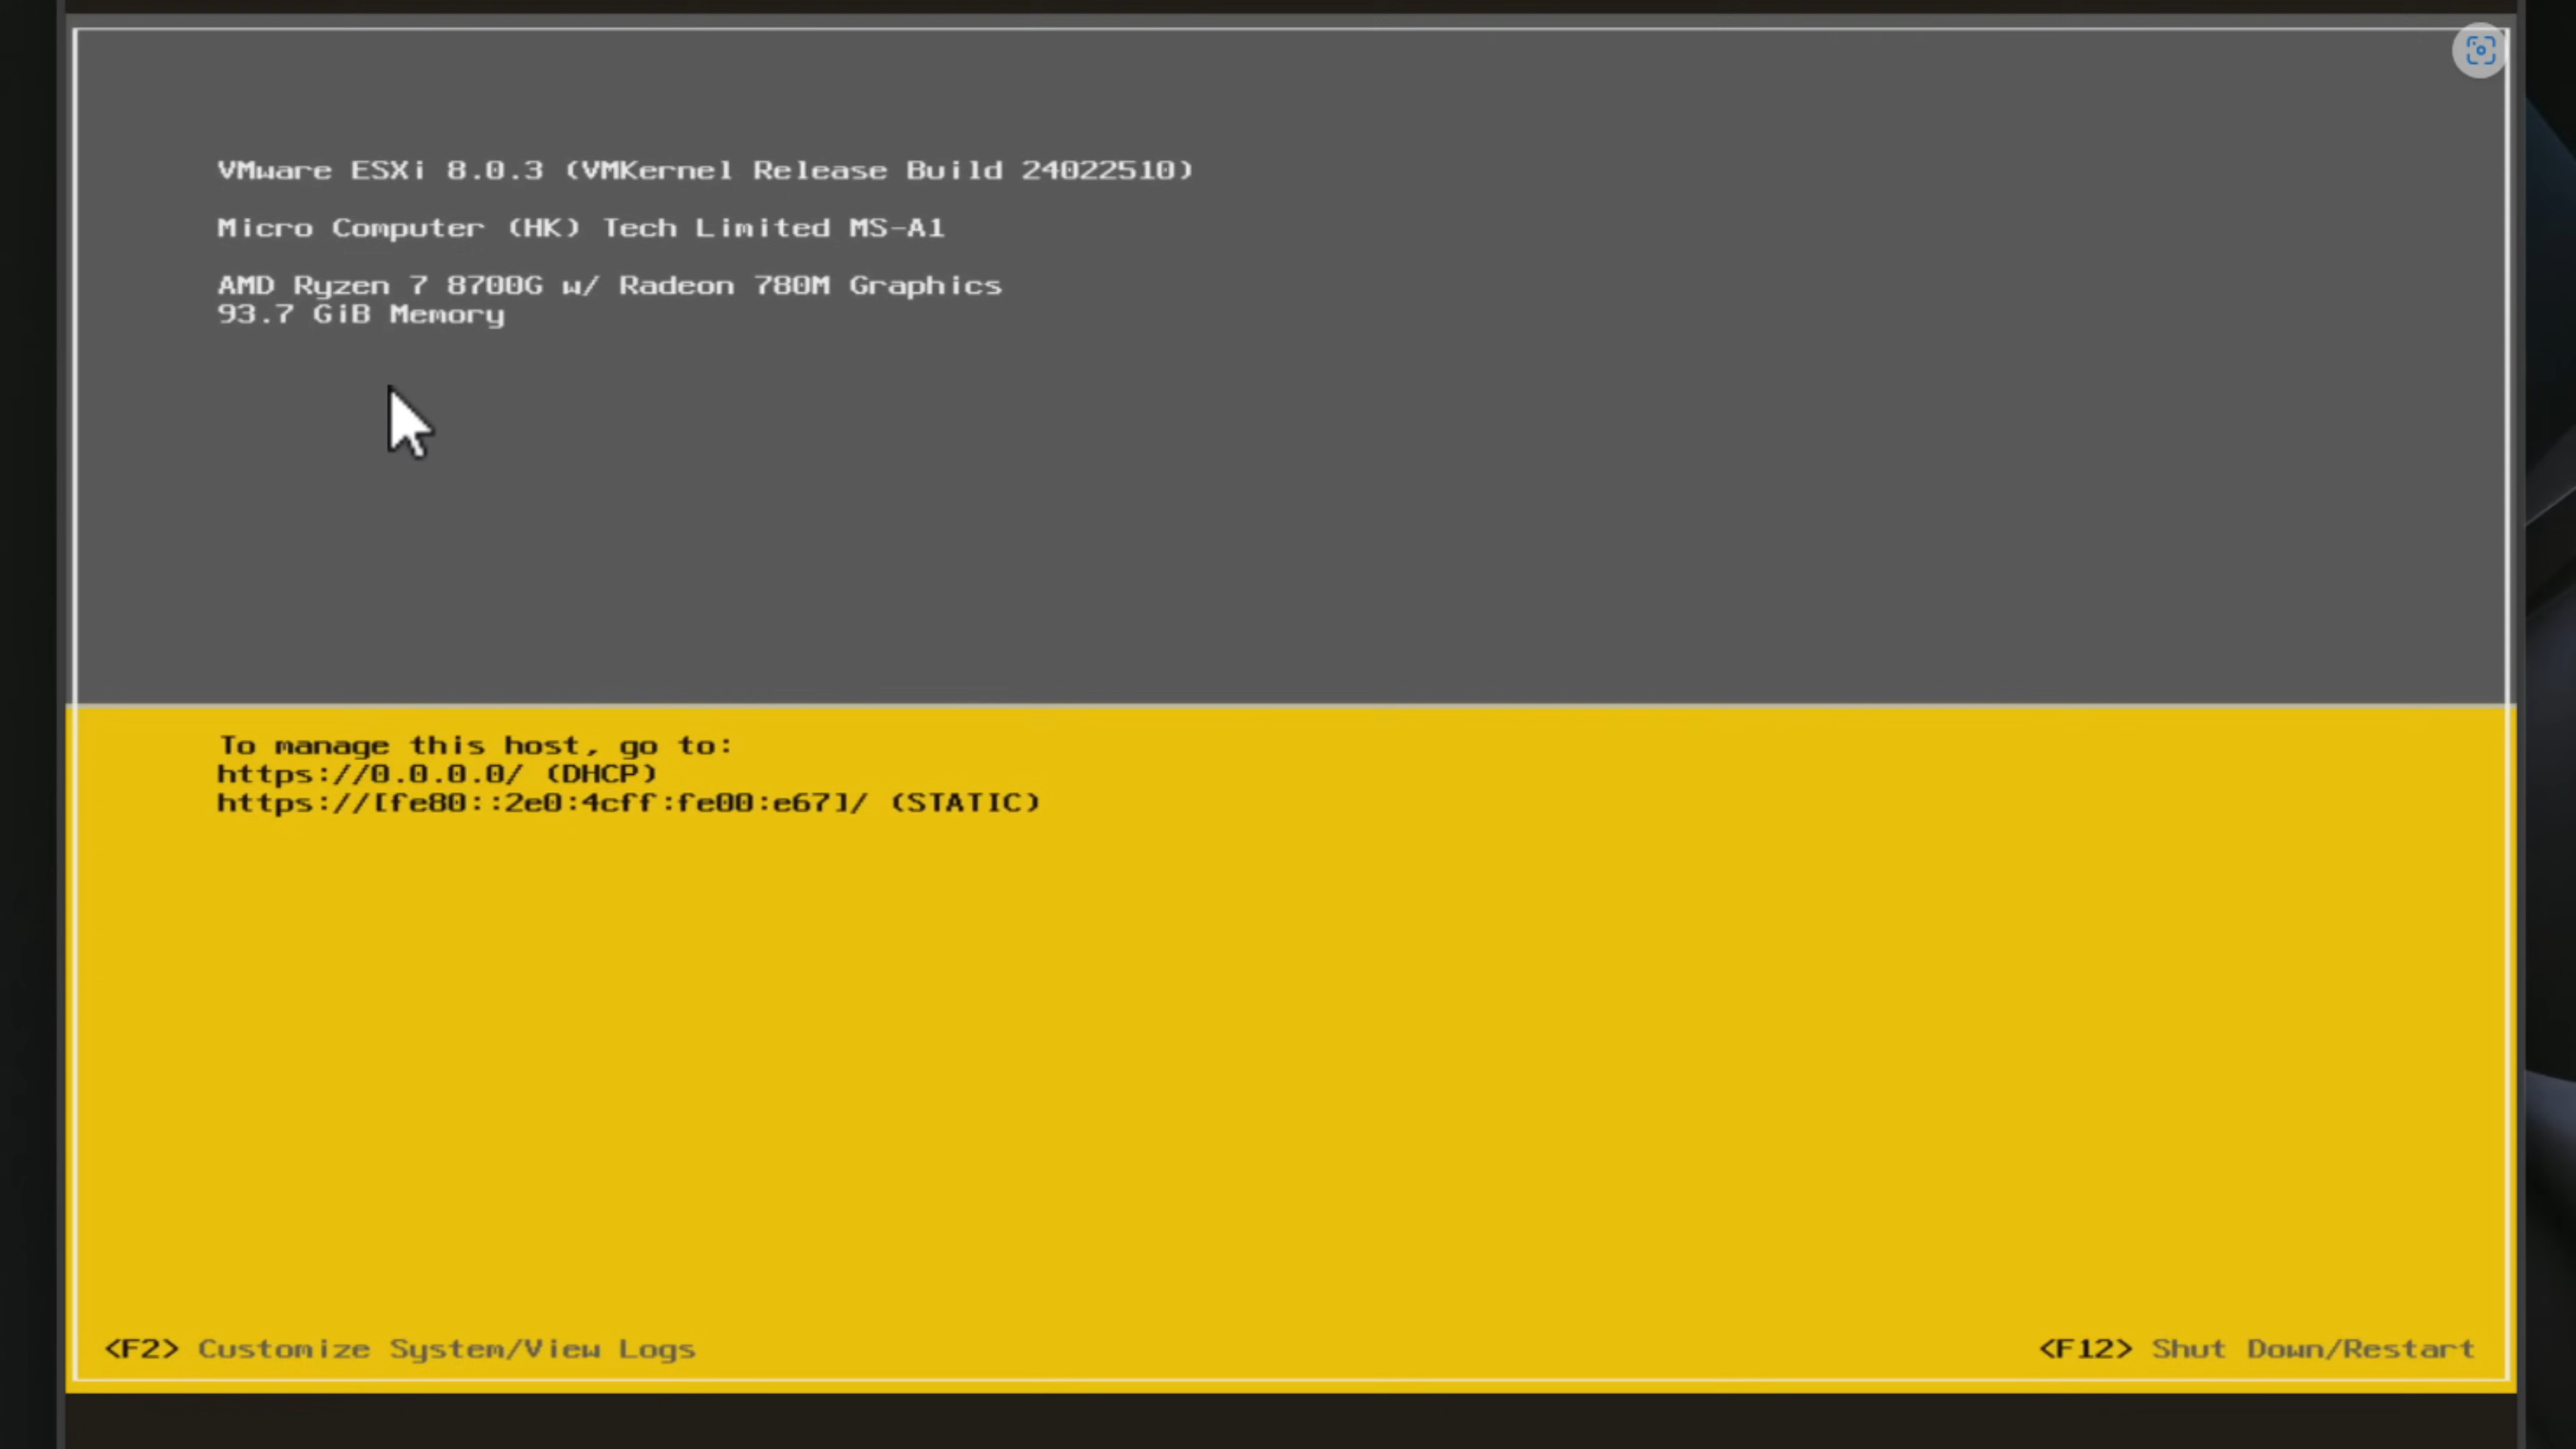 VMware ESXi 8.0.3 (VMKernel Release Build 24022510)
Micro Computer (HK) Tech Limited MS-A1
AMD Ryzen 7 8700G w/ Radeon 780M Graphics
93.7 GiB Memory
To manage this host, go to:
https://0.0.0.0/ (DHCP)
https://[fe80::2e0:4cff:fe00:e67]/ (STATIC)
<F2> Customize System/View Logs
<F12> Shut Down/Restart